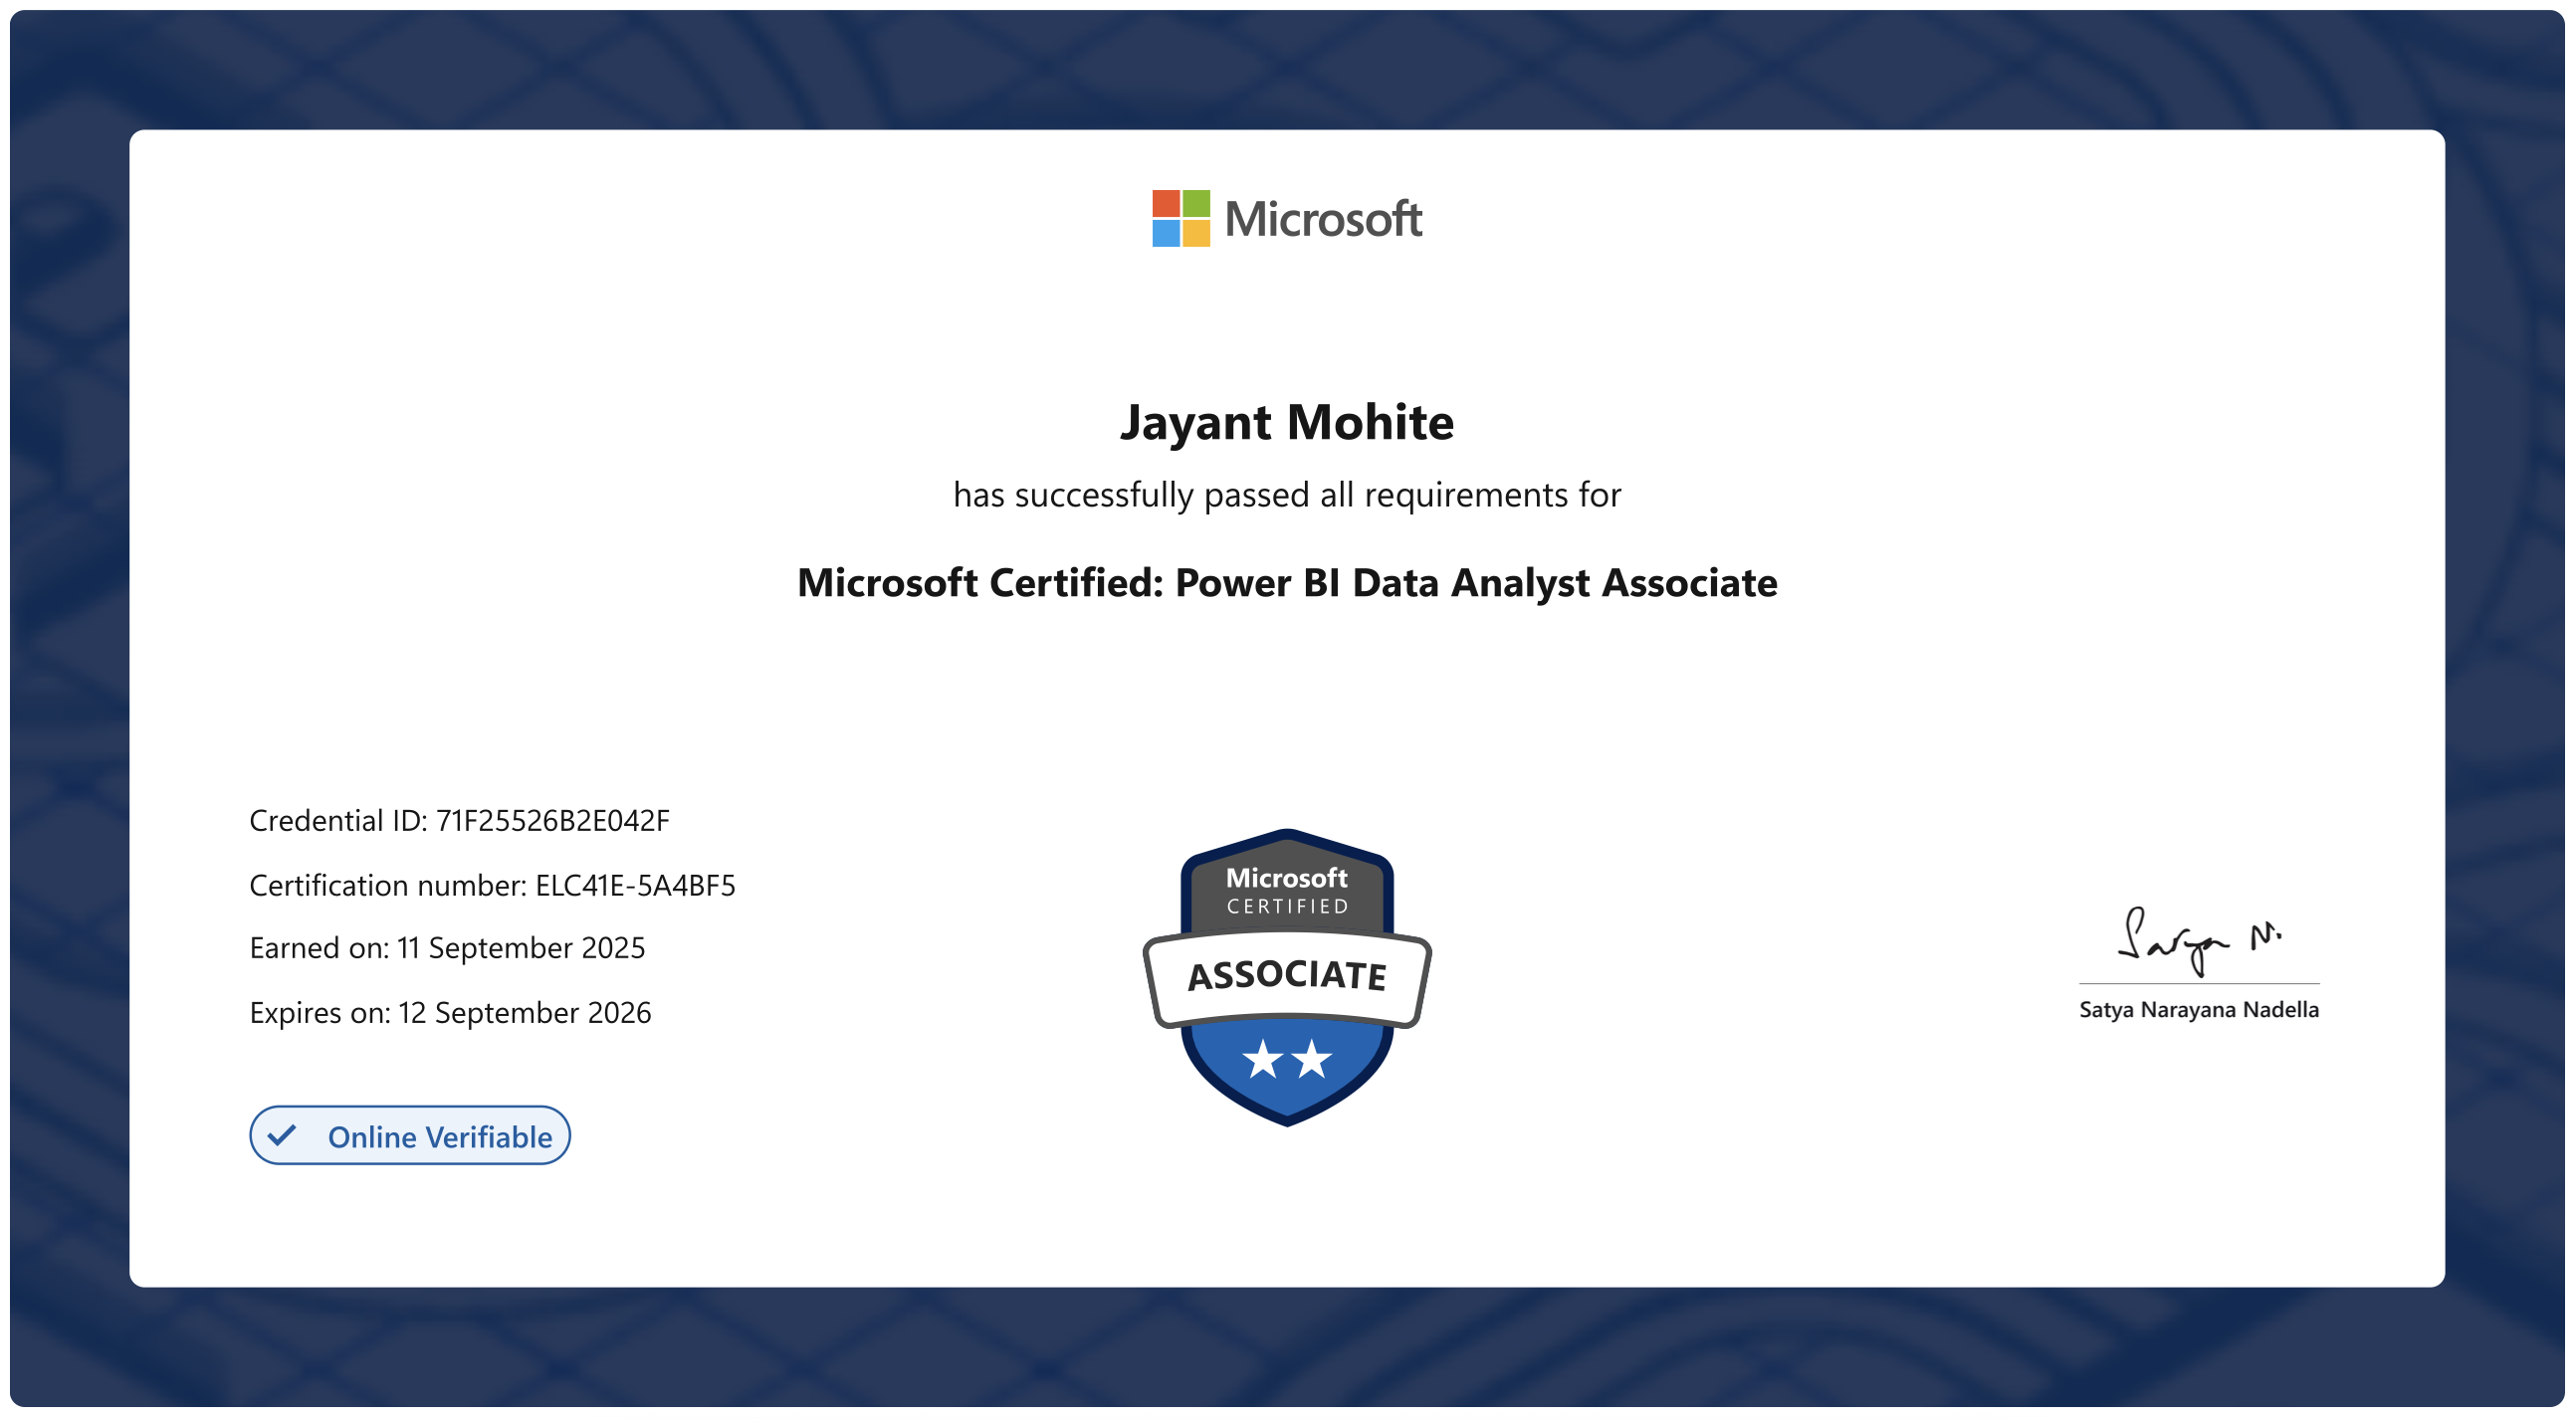 Microsoft
Jayant Mohite
has successfully passed all requirements for
Microsoft Certified: Power BI Data Analyst Associate
Credential ID: 71F25526B2E042F
Certification number: ELC41E-5A4BF5
Earned on: 11 September 2025
Expires on: 12 September 2026
Online Verifiable
Microsoft
CERTIFIED
ASSOCIATE
Satya N.
Satya Narayana Nadella